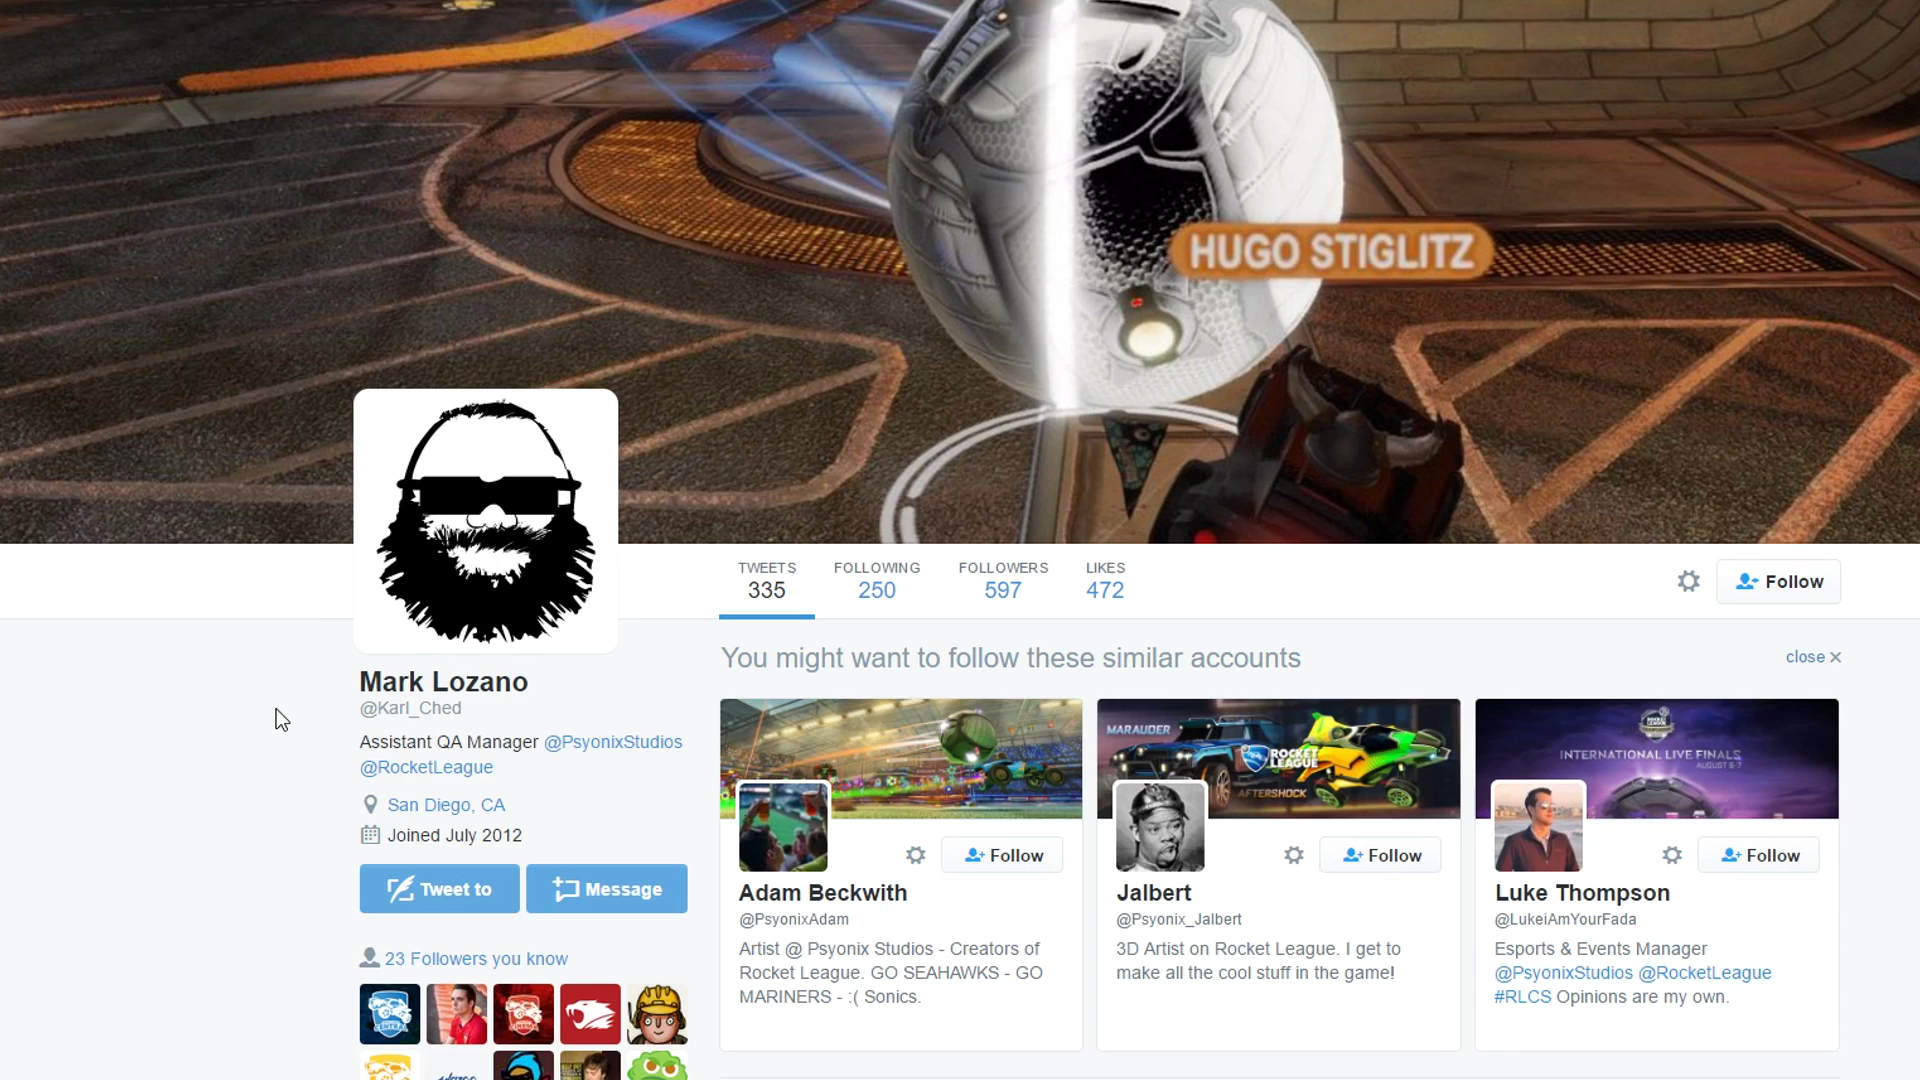 HUGO STIGLITZ
TWEETS
335
FOLLOWING
250
FOLLOWERS
597
LIKES
472
Follow
Mark Lozano
@Karl_Ched
Assistant QA Manager @PsyonixStudios
@RocketLeague
San Diego, CA
Joined July 2012
Tweet to
Message
23 Followers you know
You might want to follow these similar accounts
close
Follow
Adam Beckwith
@PsyonixAdam
Artist @ Psyonix Studios - Creators of
Rocket League. GO SEAHAWKS - GO
MARINERS - :( Sonics.
MARAUDER
ROCKET
LEAGUE
AFTERSHOCK
Follow
Jalbert
@Psyonix_Jalbert
3D Artist on Rocket League. I get to
make all the cool stuff in the game!
INTERNATIONAL LIVE FINALS
AUGUST 6-7
Follow
Luke Thompson
@LukeiAmYourFada
Esports & Events Manager
@PsyonixStudios @RocketLeague
#RLCS Opinions are my own.